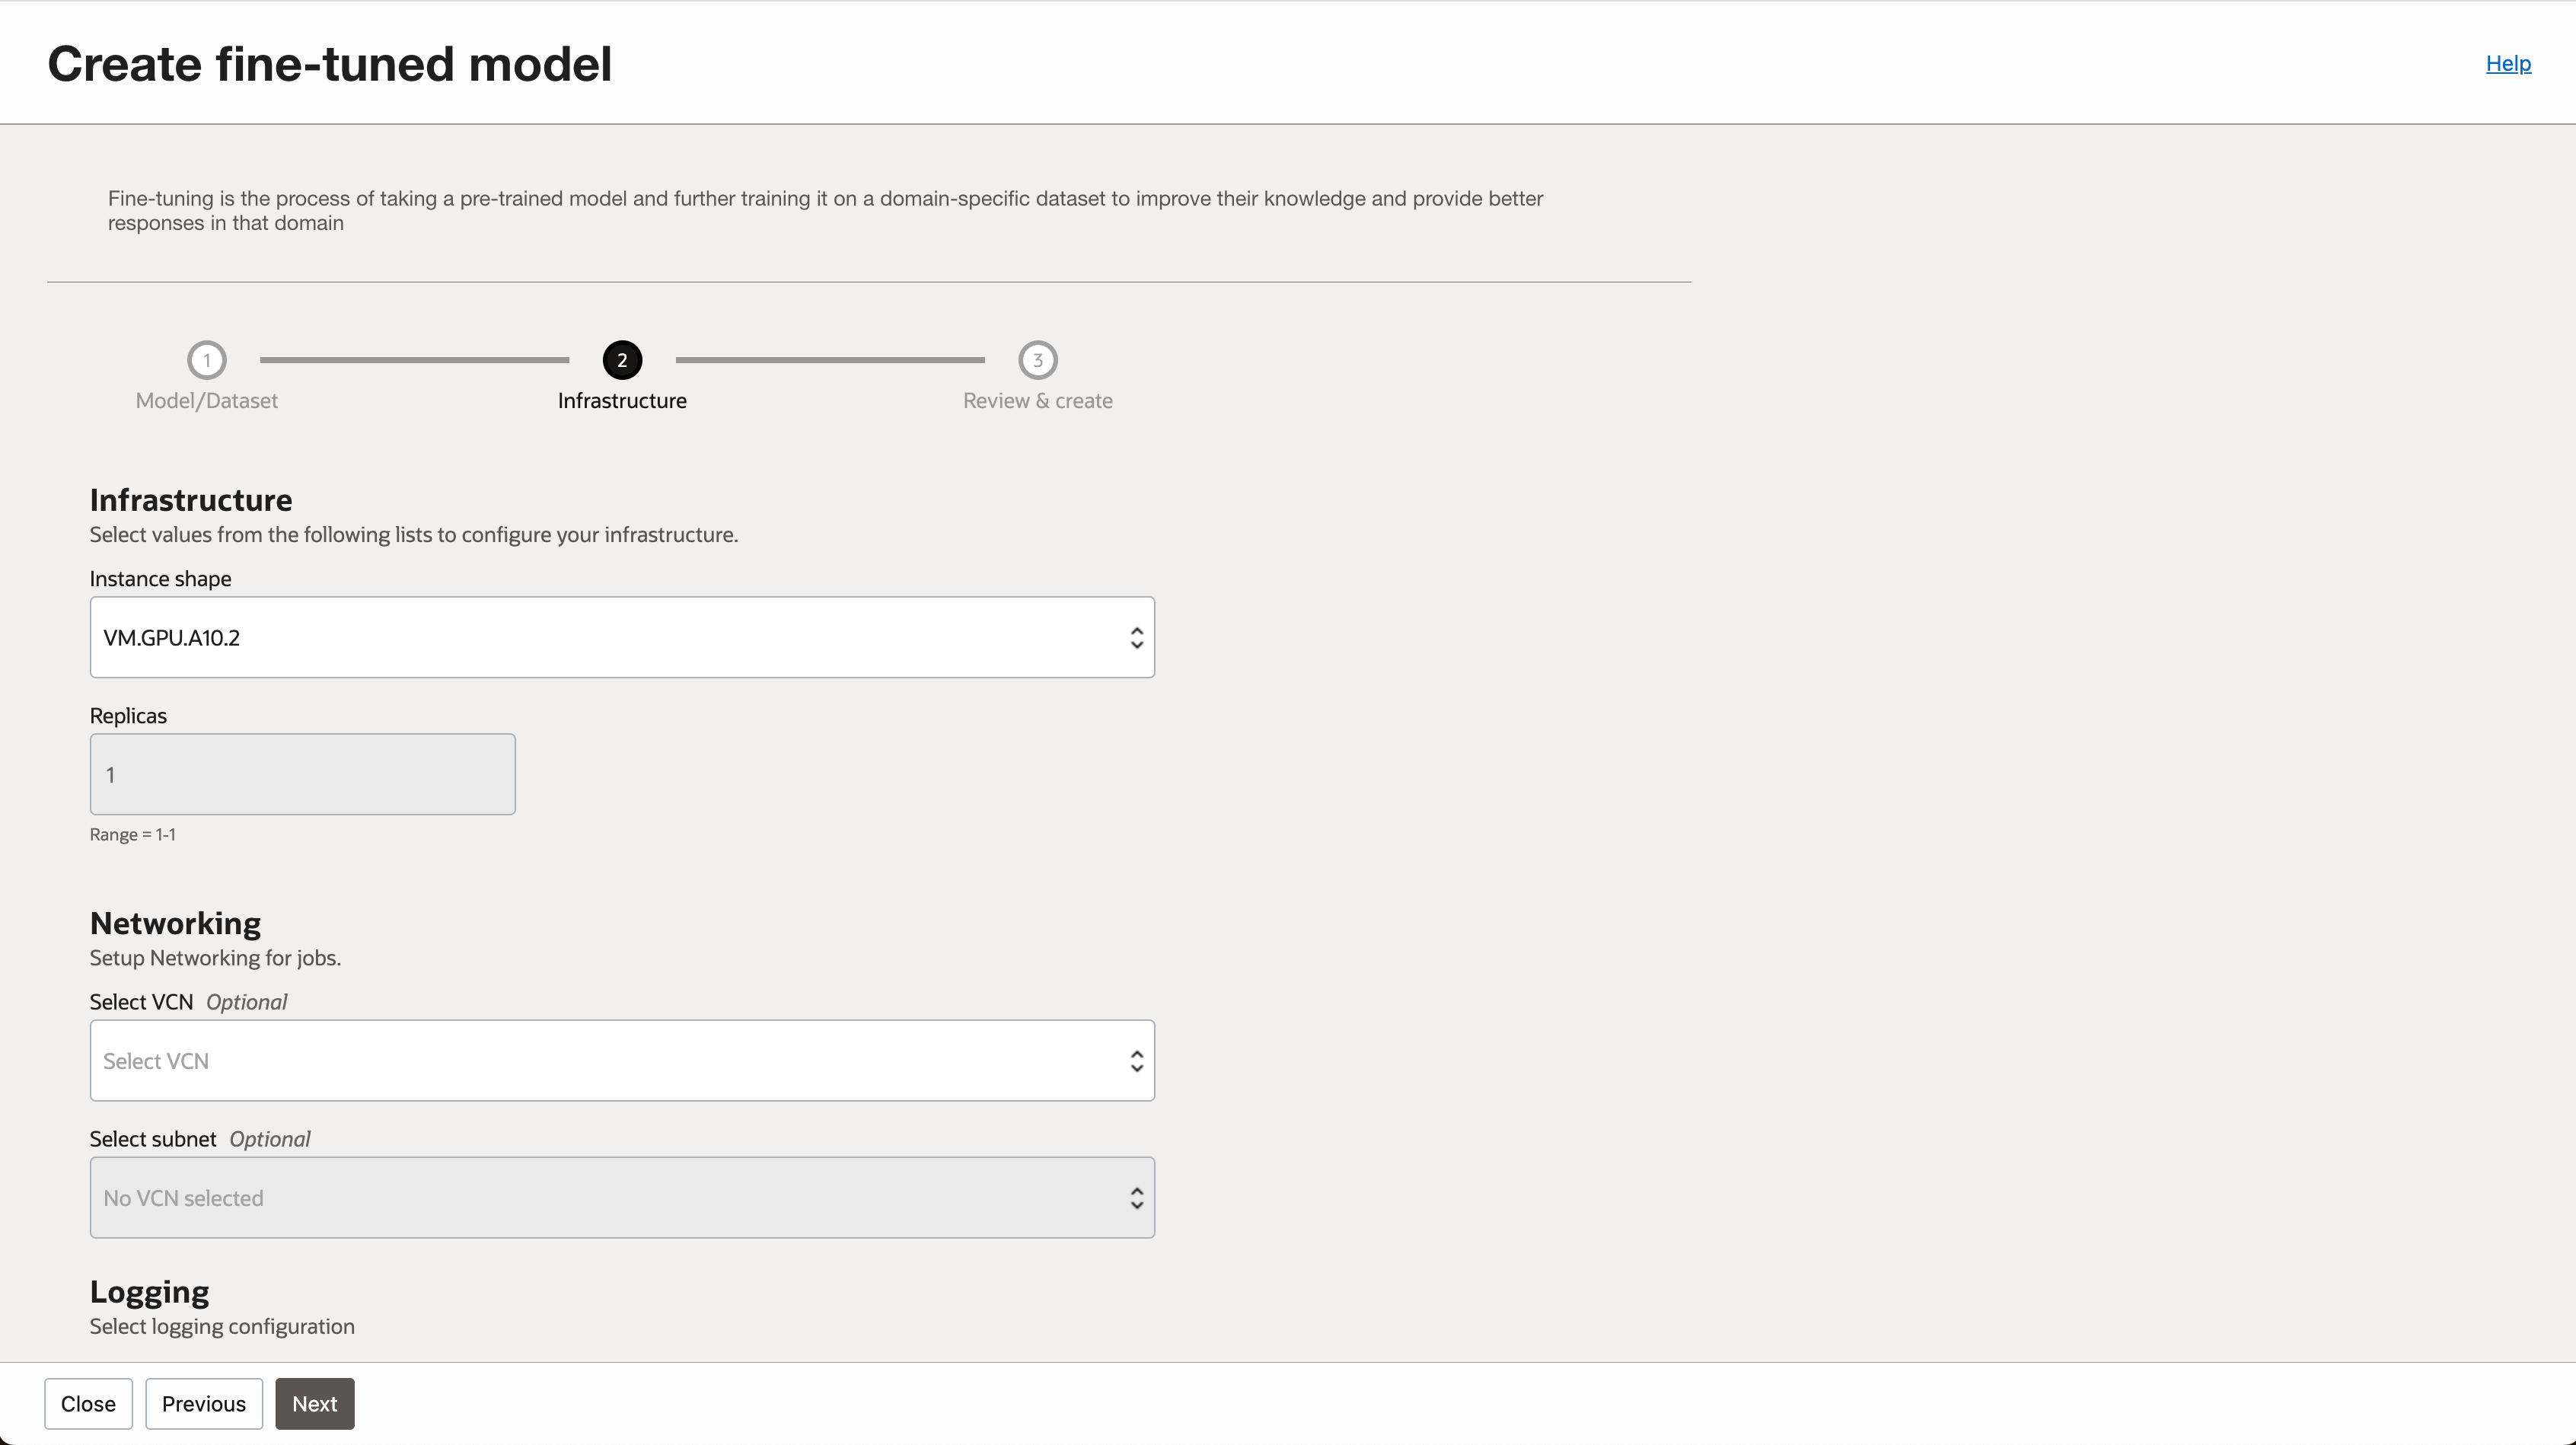 Create fine-tuned model
Help
Fine-tuning is the process of taking a pre-trained model and further training it on a domain-specific dataset to improve their knowledge and provide better
responses in that domain
1
2
3
Model/Dataset
Infrastructure
Review & create
Infrastructure
Select values from the following lists to configure your infrastructure.
Instance shape
VM.GPU.A10.2
Replicas
1
Range = 1-1
Networking
Setup Networking for jobs.
Select VCN Optional
Select VCN
Select subnet Optional
No VCN selected
Logging
Select logging configuration
Close
Previous
Next